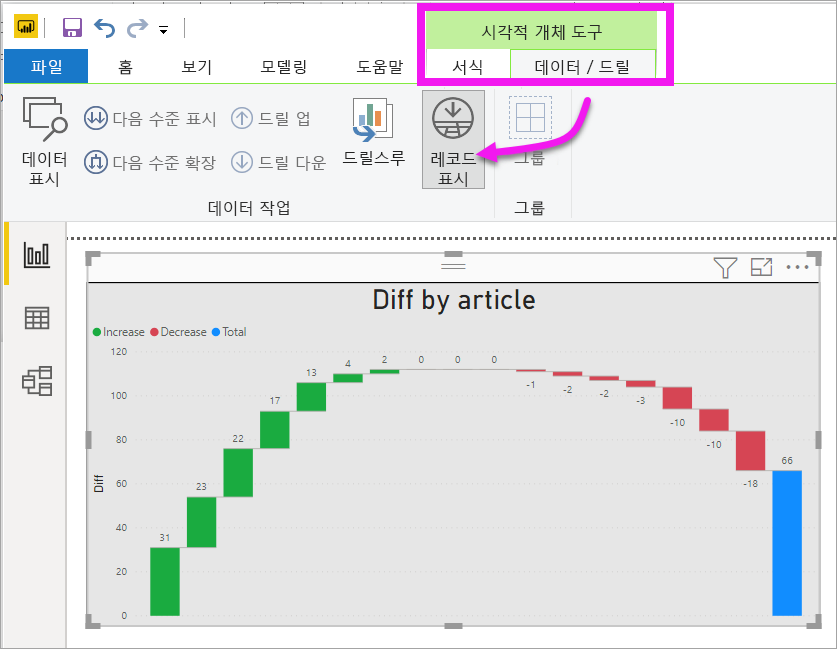 시각적 개체 도구
파일 홈 보기 모델링 도움말 서식 데이터 / 드릴
데이터 표시
다음 수준 표시
다음 수준 확장
드릴 업
드릴 다운
드릴스루
레코드 표시
그룹
데이터 작업
그룹
Diff by article
Increase Decrease Total
Diff
120
100
80
60
40
20
0
31
23
22
17
13
4
2
0
0
0
-1
-2
-2
-3
-10
-10
-18
66